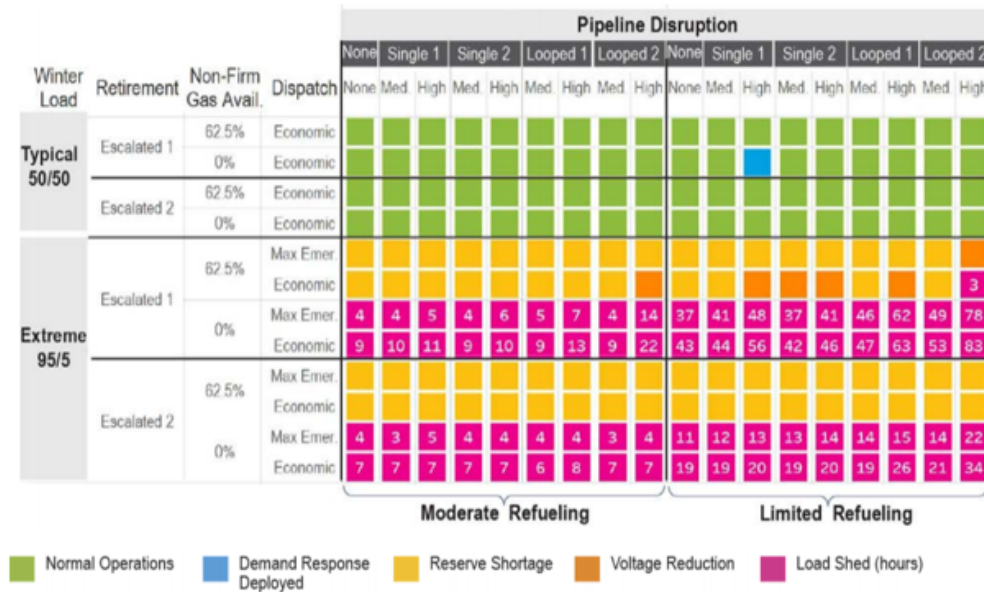 Pipeline Disruption
None Single 1 Single 2 Looped 1 Looped 2 None Single 1 Single 2 Looped 1 Looped 2
Winter Load Retirement Non-Firm Gas Avail. Dispatch None Med. High Med. High Med. High Med. High None Med. High Med. High Med. High Med. High
Typical 50/50
Escalated 1 62.5% Economic
0% Economic
Escalated 2 62.5% Economic
0% Economic
Extreme 95/5
Escalated 1 62.5% Max Emer.
Economic 3
0% Max Emer. 4 4 5 4 6 5 7 4 14 37 41 48 37 41 46 62 49 78
Economic 9 10 11 9 10 9 13 9 22 43 44 56 42 46 47 63 53 83
Escalated 2 62.5% Max Emer.
Economic
0% Max Emer. 4 3 5 4 4 4 4 3 4 11 12 13 13 14 14 15 14 22
Economic 7 7 7 7 7 6 8 7 7 19 19 20 19 20 19 26 21 34
Moderate Refueling Limited Refueling
Normal Operations Demand Response Deployed Reserve Shortage Voltage Reduction Load Shed (hours)